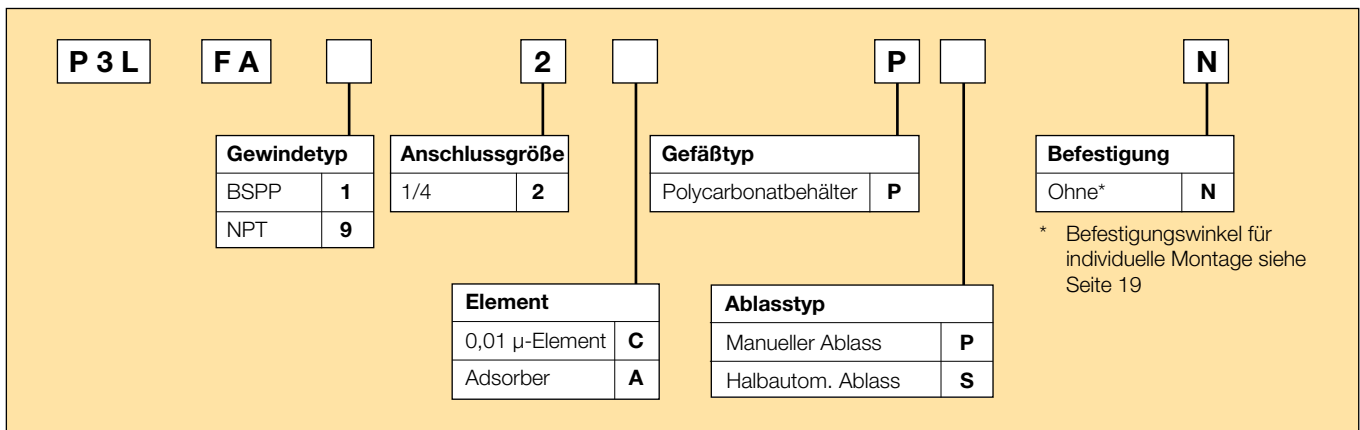 P 3 L F A 2 P N
Gewindetyp
BSPP 1
NPT 9
Anschlussgröße
1/4 2
Gefäßtyp
Polycarbonatbehälter P
Befestigung
Ohne* N
* Befestigungswinkel für
individuelle Montage siehe
Seite 19
Element
0,01 µ-Element C
Adsorber A
Ablasstyp
Manueller Ablass P
Halbautom. Ablass S